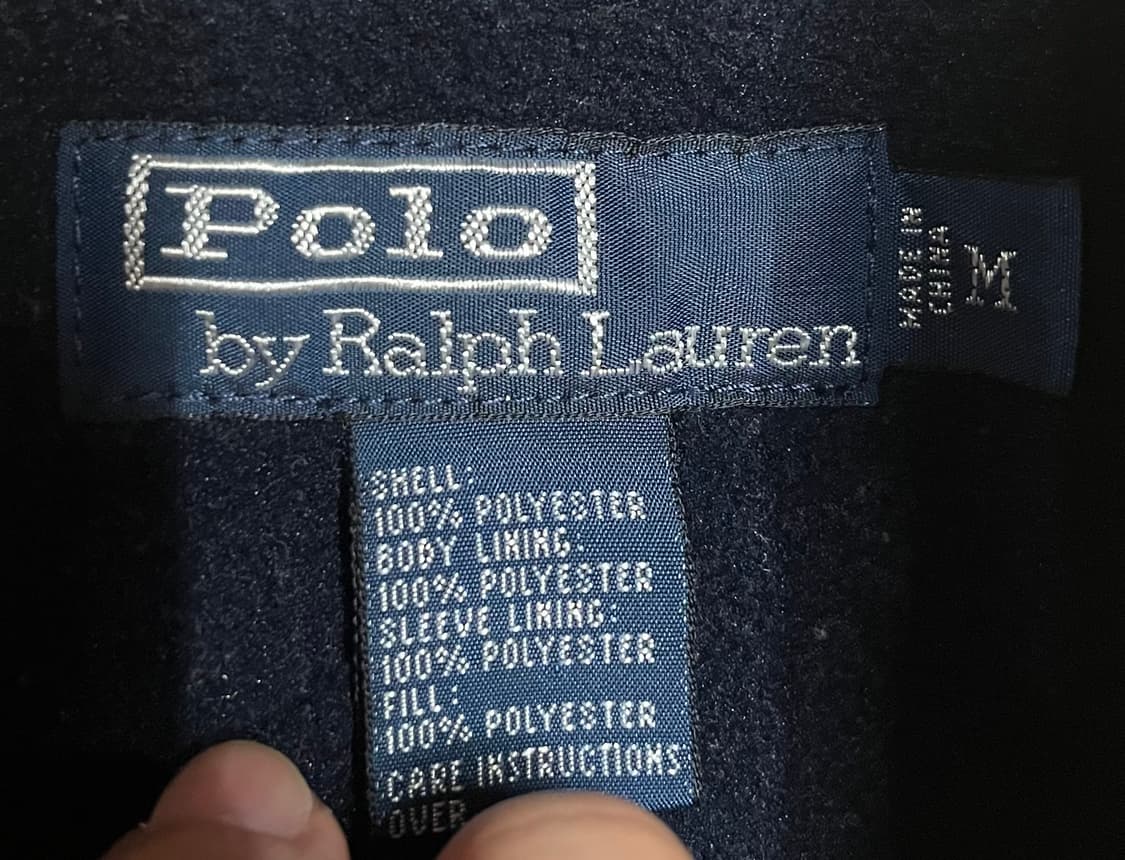 Polo
by Ralph Lauren
MADE IN
CHINA
M
SHELL:
100% POLYESTER
BODY LINING:
100% POLYESTER
SLEEVE LINING:
100% POLYESTER
FILL:
100% POLYESTER
CARE INSTRUCTIONS
OVER